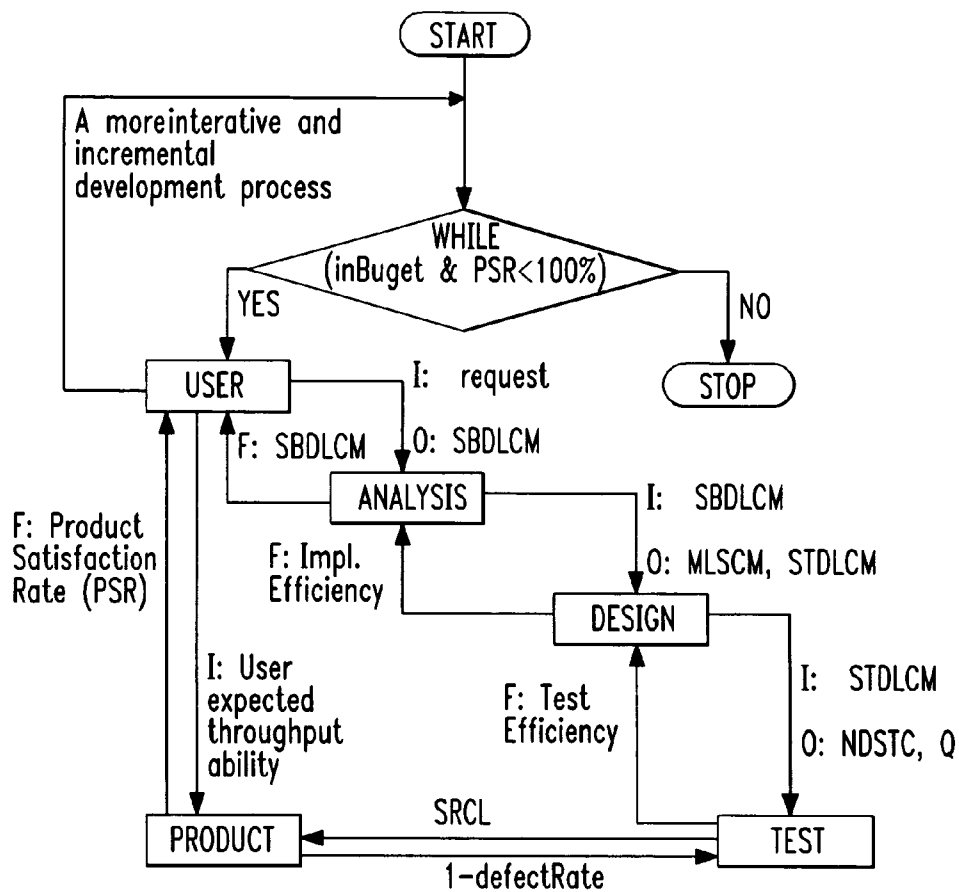 START
A moreinterative and
incremental
development process
WHILE
(inBuget & PSR<100%)
YES
NO
USER
STOP
I: request
F: SBDLCM
O: SBDLCM
ANALYSIS
I: SBDLCM
F: Product
Satisfaction
Rate (PSR)
F: Impl.
Efficiency
O: MLSCM, STDLCM
DESIGN
I: User
expected
throughput
ability
F: Test
Efficiency
I: STDLCM
O: NDSTC, Q
SRCL
PRODUCT
TEST
1-defectRate